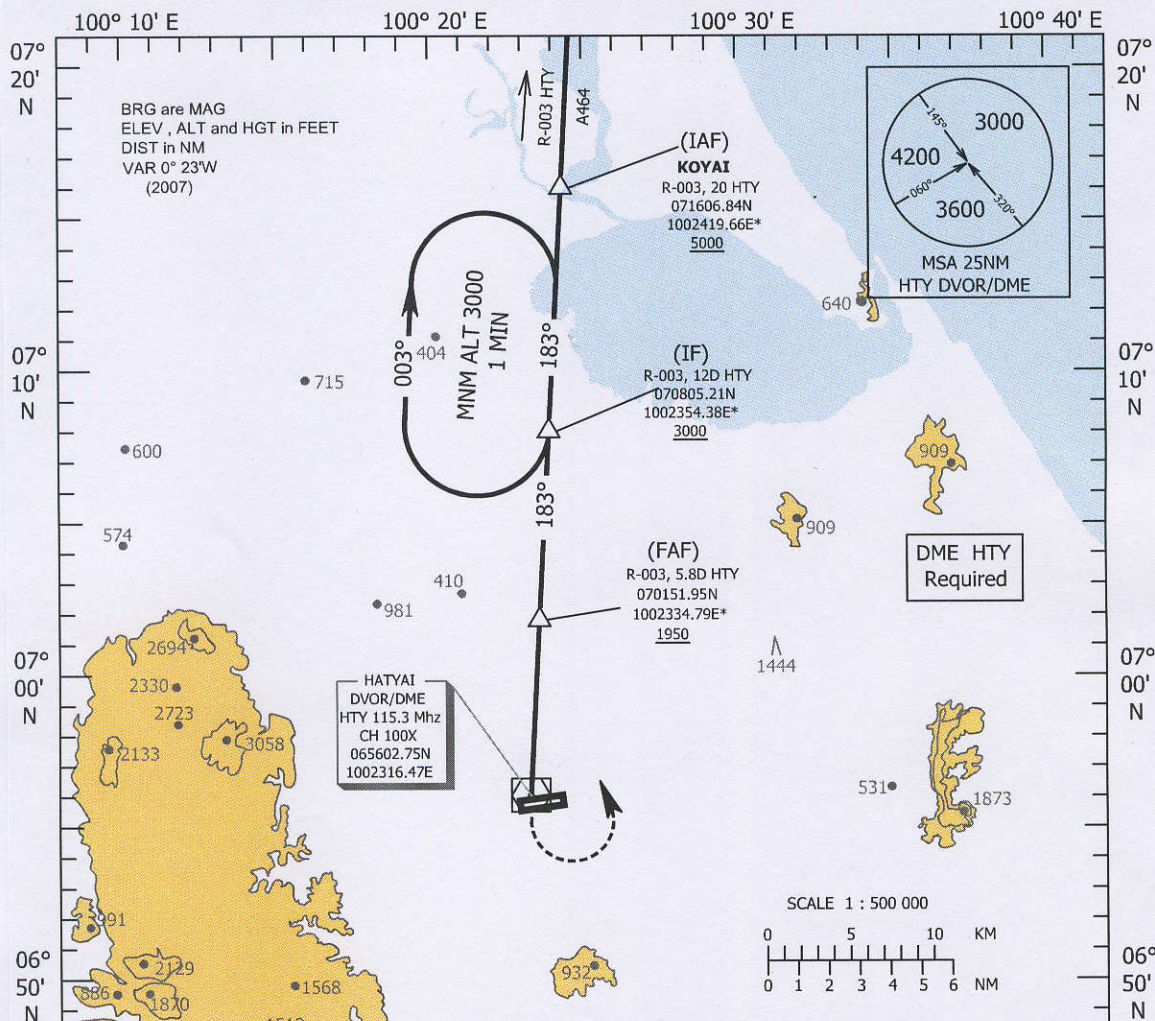 100° 10' E
100° 20' E
100° 30' E
100° 40' E
07°
20'
N
07°
20'
N
BRG are MAG
ELEV , ALT and HGT in FEET
DIST in NM
VAR 0° 23'W
(2007)
R-003 HTY
A464
(IAF)
KOYAI
R-003, 20 HTY
071606.84N
1002419.66E*
5000
145°
3000
4200
060°
3600
320°
MSA 25NM
HTY DVOR/DME
640
003°
MNM ALT 3000
1 MIN
183°
404
715
07°
10'
N
07°
10'
N
(IF)
R-003, 12D HTY
070805.21N
1002354.38E*
3000
600
909
183°
574
909
(FAF)
R-003, 5.8D HTY
070151.95N
1002334.79E*
1950
DME HTY
Required
410
981
1444
2694
07°
00'
N
07°
00'
N
2330
2723
3058
2133
HATYAI
DVOR/DME
HTY 115.3 Mhz
CH 100X
065602.75N
1002316.47E
531
1873
SCALE 1 : 500 000
0 5 10 KM
0 1 2 3 4 5 6 NM
991
06°
50'
N
06°
50'
N
2129
886
1870
1568
932